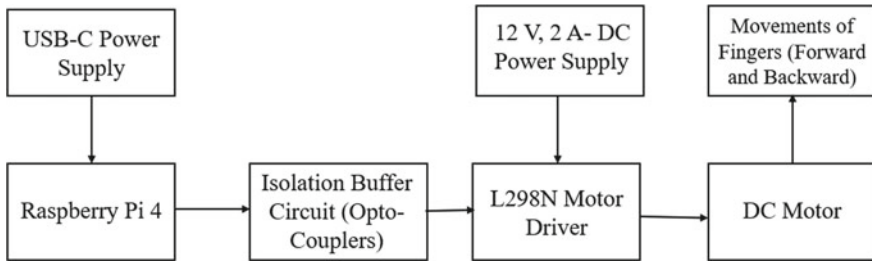 USB-C Power
Supply
12 V, 2 A- DC
Power Supply
Movements of
Fingers (Forward
and Backward)
Raspberry Pi 4
Isolation Buffer
Circuit (Opto-
Couplers)
L298N Motor
Driver
DC Motor